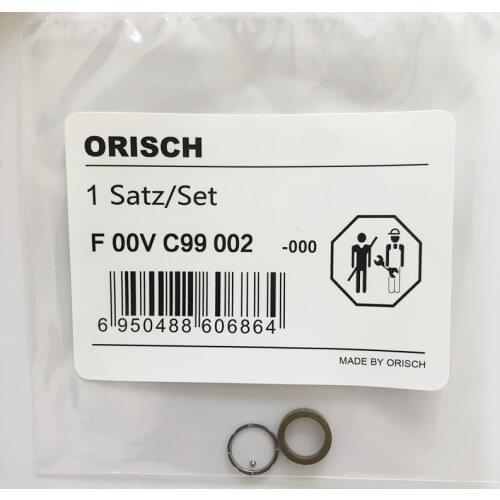 ORISCH
1 Satz/Set
F 00V C99 002 -000
6 950488 606864
MADE BY ORISCH